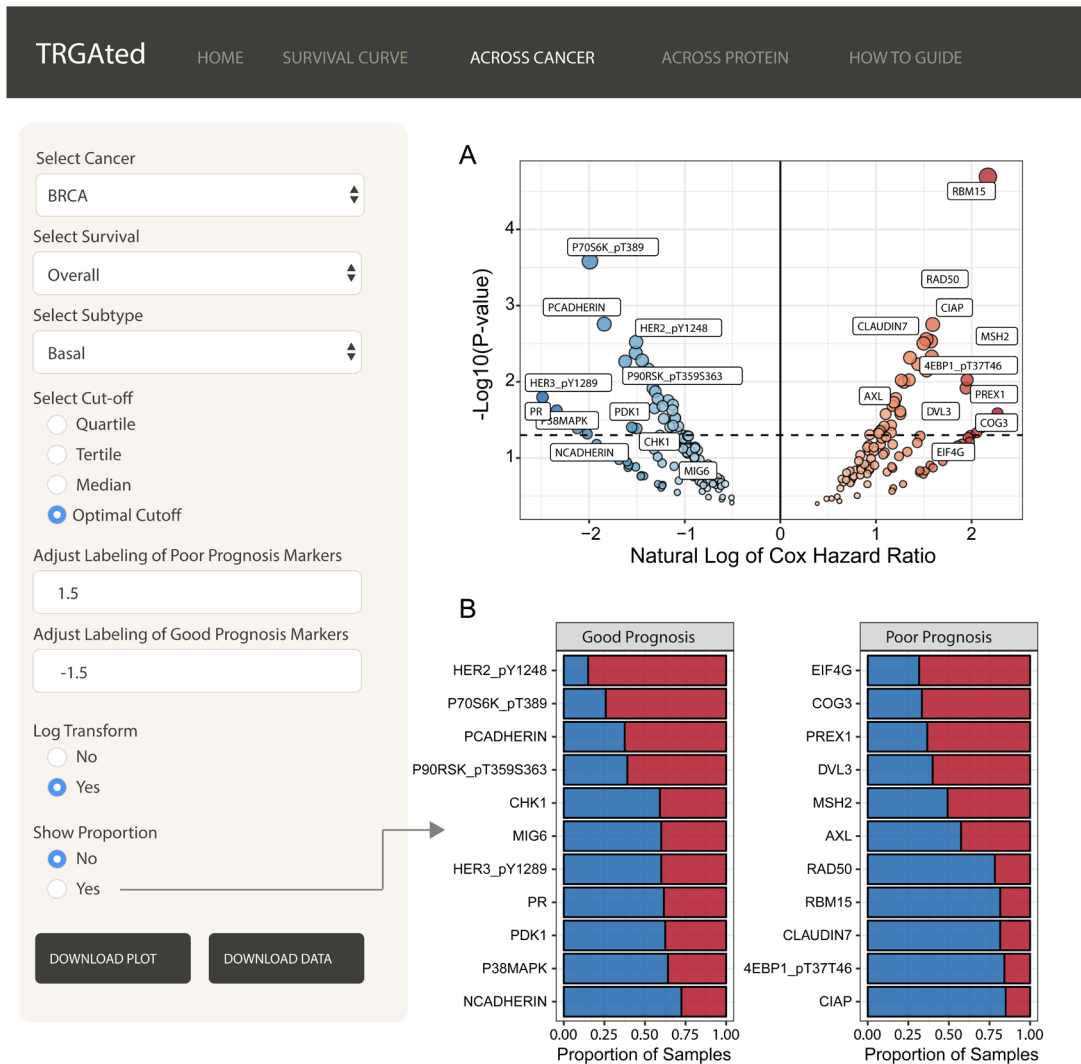 TRGAted HOME SURVIVAL CURVE ACROSS CANCER ACROSS PROTEIN HOW TO GUIDE
Select Cancer
BRCA
Select Survival
Overall
Select Subtype
Basal
Select Cut-off
Quartile
Tertile
Median
Optimal Cutoff
Adjust Labeling of Poor Prognosis Markers
1.5
Adjust Labeling of Good Prognosis Markers
-1.5
Log Transform
No
Yes
Show Proportion
No
Yes
DOWNLOAD PLOT DOWNLOAD DATA
A
-Log10(P-value)
4
3
2
1
RBM15
P70S6K_pT389
RAD50
PCADHERIN
CIAP
HER2_pY1248
CLAUDIN7
MSH2
4EBP1_pT37T46
P90RSK_pT359S363
HER3_pY1289
PREX1
AXL
PR
PDK1
DVL3
P38MAPK
COG3
CHK1
NCADHERIN
EIF4G
MIG6
−2 −1 0 1 2
Natural Log of Cox Hazard Ratio
B
Good Prognosis
HER2_pY1248
P70S6K_pT389
PCADHERIN
P90RSK_pT359S363
CHK1
MIG6
HER3_pY1289
PR
PDK1
P38MAPK
NCADHERIN
0.00 0.25 0.50 0.75 1.00
Proportion of Samples
Poor Prognosis
EIF4G
COG3
PREX1
DVL3
MSH2
AXL
RAD50
RBM15
CLAUDIN7
4EBP1_pT37T46
CIAP
0.00 0.25 0.50 0.75 1.00
Proportion of Samples